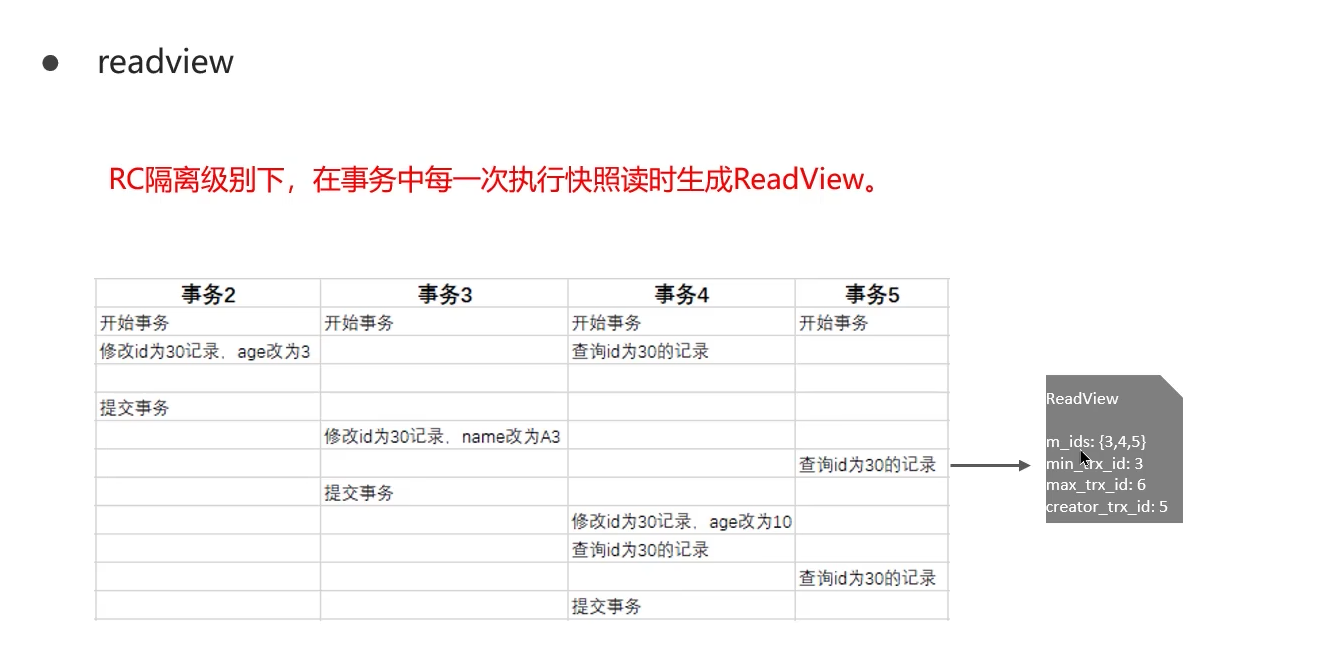 readview
RC隔离级别下，在事务中每一次执行快照读时生成ReadView。
事务2 事务3 事务4 事务5
开始事务 开始事务 开始事务 开始事务
修改id为30记录，age改为3 查询id为30的记录
提交事务
修改id为30记录，name改为A3
查询id为30的记录
提交事务
修改id为30记录，age改为10
查询id为30的记录
查询id为30的记录
提交事务
ReadView
m_ids: {3,4,5}
min_trx_id: 3
max_trx_id: 6
creator_trx_id: 5